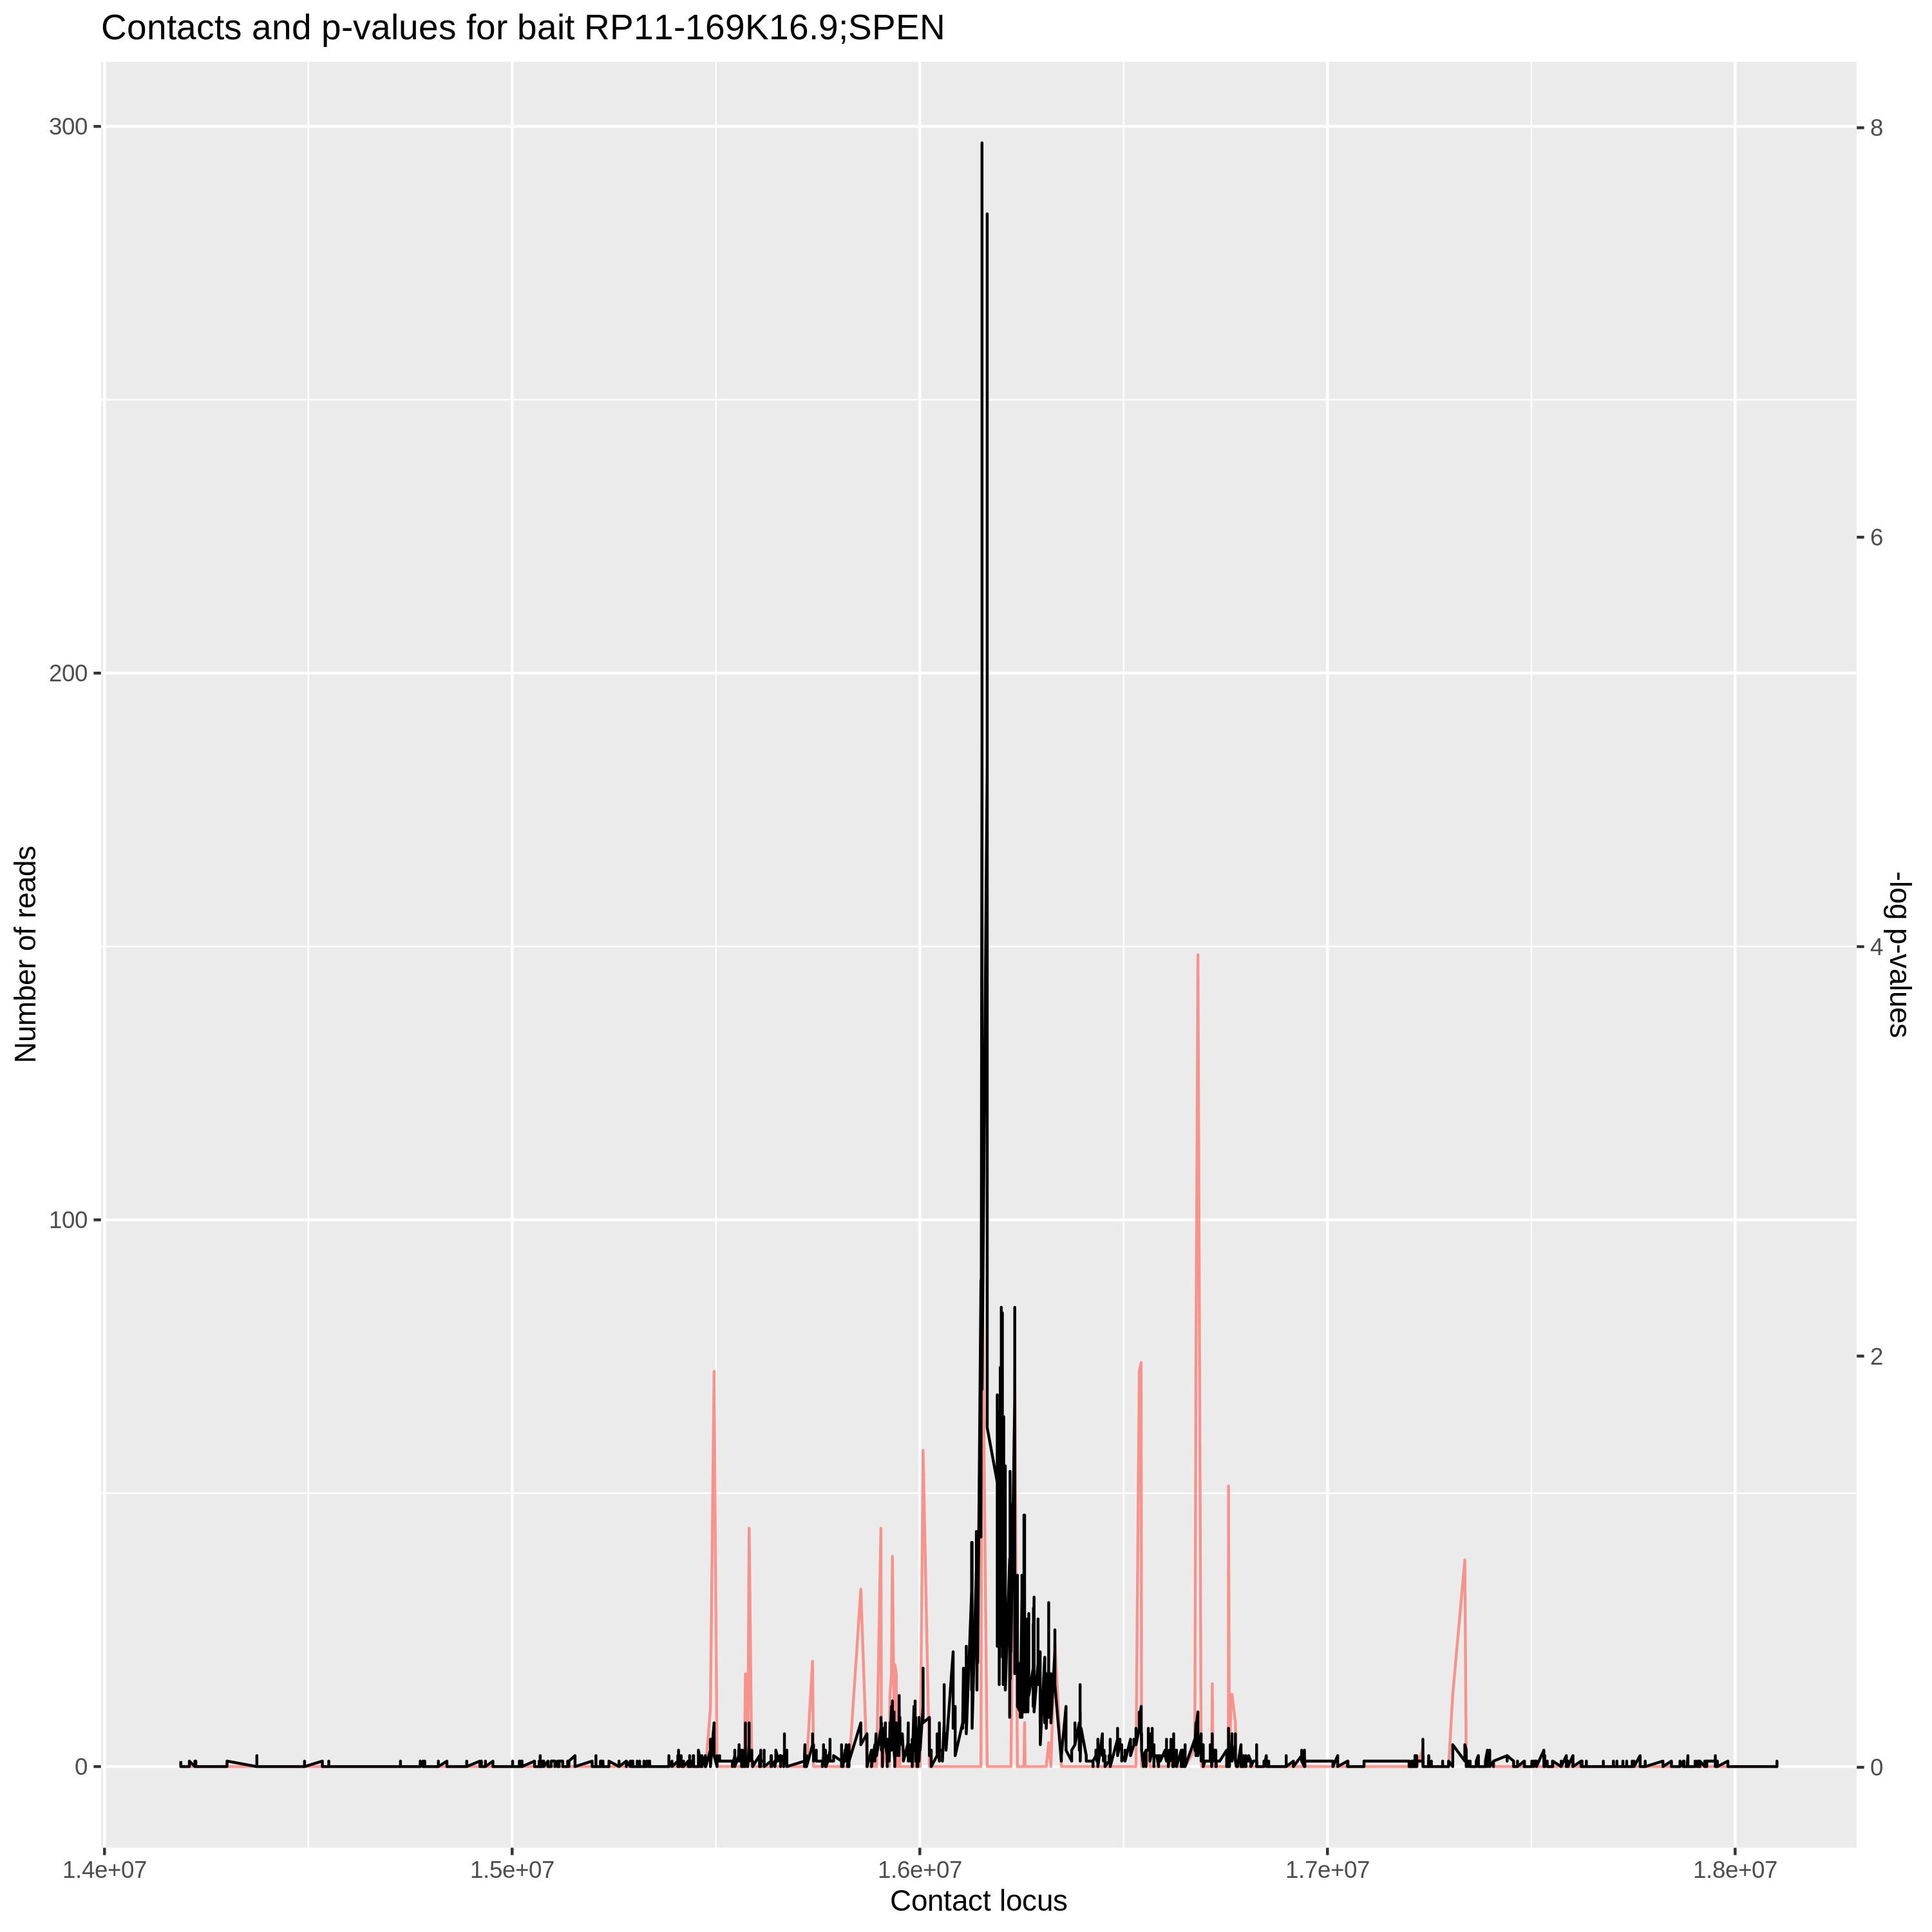 Contacts and p-values for bait RP11-169K16.9;SPEN
300
200
100
0
Number of reads
8
6
4
2
0
-log p-values
1.4e+07
1.5e+07
1.6e+07
1.7e+07
1.8e+07
Contact locus